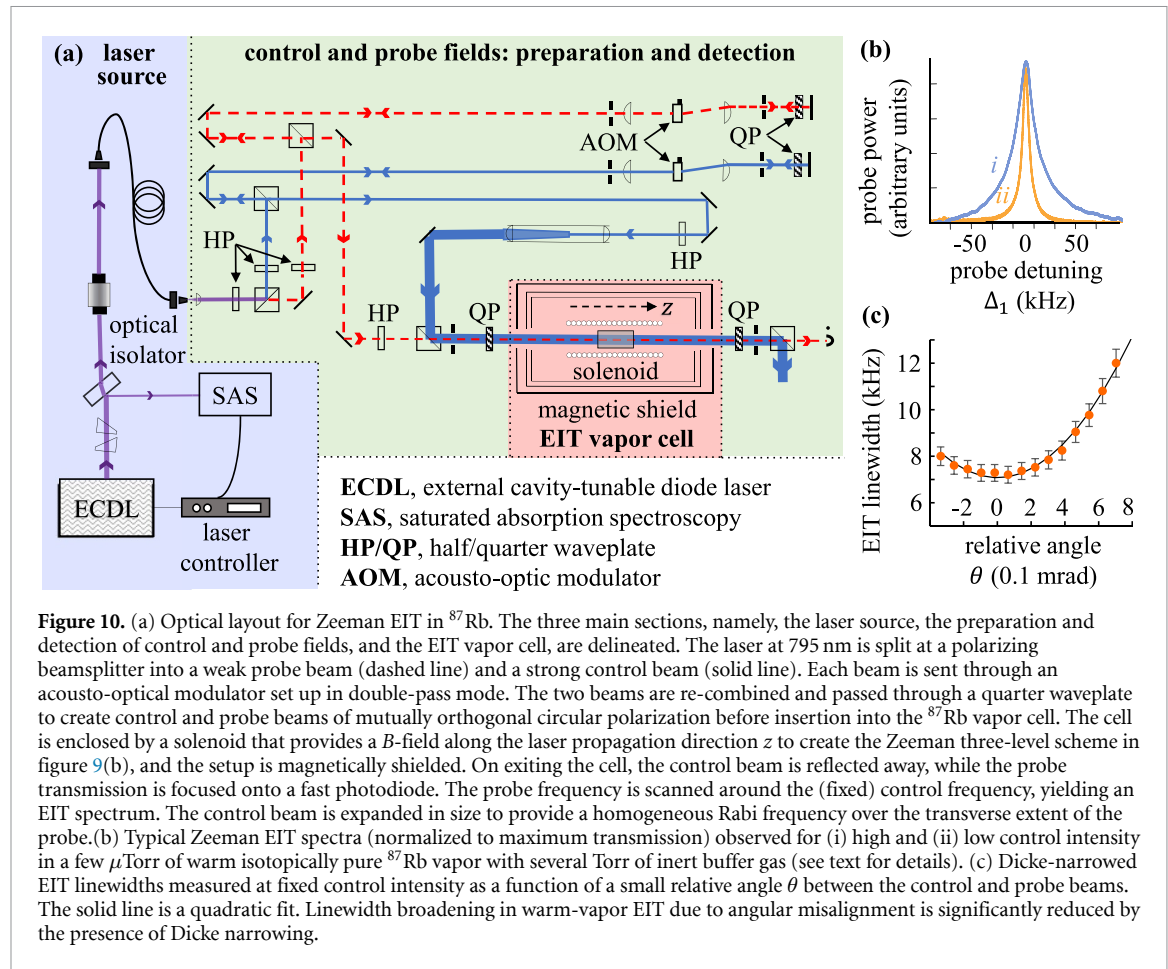 (a) laser
source
control and probe fields: preparation and detection
AOM
QP
HP
HP
optical
isolator
HP
QP
z
QP
solenoid
magnetic shield
EIT vapor cell
SAS
ECDL
laser
controller
ECDL, external cavity-tunable diode laser
SAS, saturated absorption spectroscopy
HP/QP, half/quarter waveplate
AOM, acousto-optic modulator
(b)
probe power
(arbitrary units)
i
ii
-50 0 50
probe detuning
Δ₁ (kHz)
(c)
EIT linewidth (kHz)
12
10
8
6
-2 0 2 4 6 8
relative angle
θ (0.1 mrad)
Figure 10. (a) Optical layout for Zeeman EIT in ⁸⁷Rb. The three main sections, namely, the laser source, the preparation and
detection of control and probe fields, and the EIT vapor cell, are delineated. The laser at 795 nm is split at a polarizing
beamsplitter into a weak probe beam (dashed line) and a strong control beam (solid line). Each beam is sent through an
acousto-optical modulator set up in double-pass mode. The two beams are re-combined and passed through a quarter waveplate
to create control and probe beams of mutually orthogonal circular polarization before insertion into the ⁸⁷Rb vapor cell. The cell
is enclosed by a solenoid that provides a B-field along the laser propagation direction z to create the Zeeman three-level scheme in
figure 9(b), and the setup is magnetically shielded. On exiting the cell, the control beam is reflected away, while the probe
transmission is focused onto a fast photodiode. The probe frequency is scanned around the (fixed) control frequency, yielding an
EIT spectrum. The control beam is expanded in size to provide a homogeneous Rabi frequency over the transverse extent of the
probe.(b) Typical Zeeman EIT spectra (normalized to maximum transmission) observed for (i) high and (ii) low control intensity
in a few μTorr of warm isotopically pure ⁸⁷Rb vapor with several Torr of inert buffer gas (see text for details). (c) Dicke-narrowed
EIT linewidths measured at fixed control intensity as a function of a small relative angle θ between the control and probe beams.
The solid line is a quadratic fit. Linewidth broadening in warm-vapor EIT due to angular misalignment is significantly reduced by
the presence of Dicke narrowing.